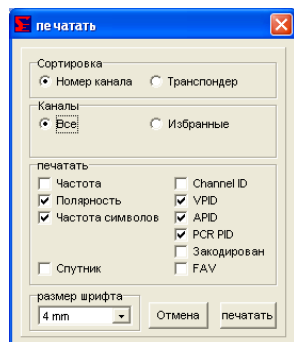 печатать
Сортировка
Номер канала Транспондер
Каналы
Все Избранные
печатать
Частота Channel ID
Полярность VPID
Частота символов APID
PCR PID
Закодирован
Спутник FAV
размер шрифта
4 mm Отмена печатать